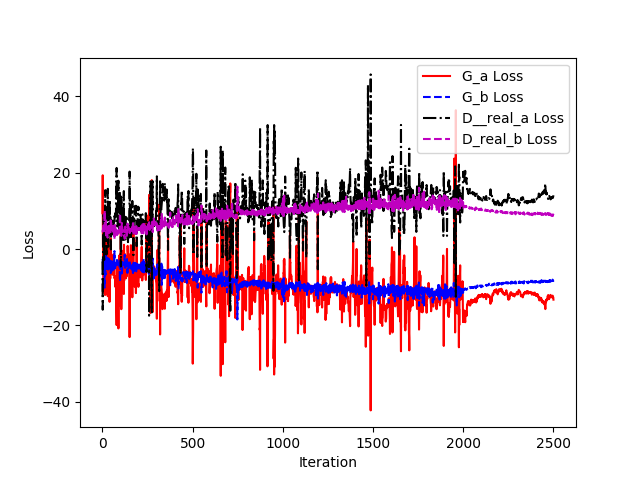 G_a Loss
G_b Loss
D__real_a Loss
D_real_b Loss
Loss
40
20
0
−20
−40
0 500 1000 1500 2000 2500
Iteration